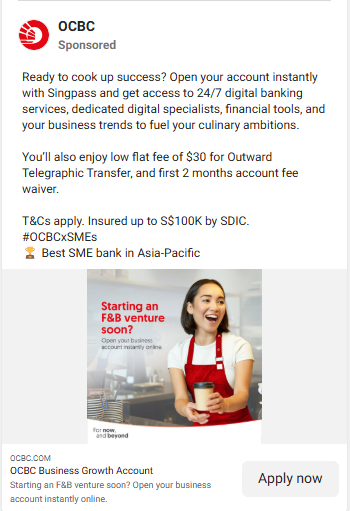 OCBC
Sponsored
Ready to cook up success? Open your account instantly
with Singpass and get access to 24/7 digital banking
services, dedicated digital specialists, financial tools, and
your business trends to fuel your culinary ambitions.
You'll also enjoy low flat fee of $30 for Outward
Telegraphic Transfer, and first 2 months account fee
waiver.
T&Cs apply. Insured up to S$100K by SDIC.
#OCBCxSMEs
🏆 Best SME bank in Asia-Pacific
Starting an
F&B venture
soon?
Open your business
account instantly online.
For now,
and beyond
OCBC.COM
OCBC Business Growth Account
Starting an F&B venture soon? Open your business
account instantly online.
Apply now